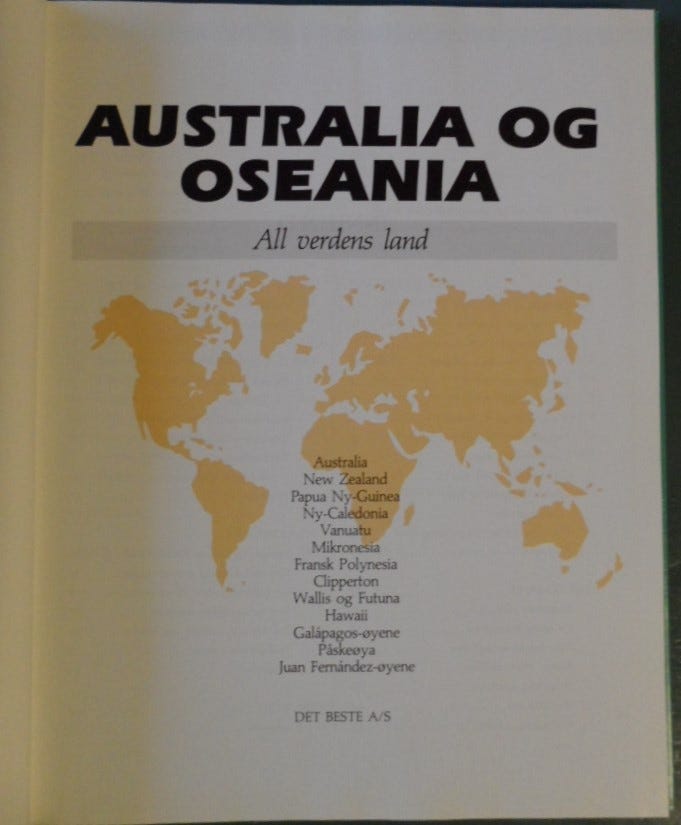 AUSTRALIA OG
OSEANIA
All verdens land
Australia
New Zealand
Papua Ny-Guinea
Ny-Caledonia
Vanuatu
Mikronesia
Fransk Polynesia
Clipperton
Wallis og Futuna
Hawaii
Galápagos-øyene
Påskeøya
Juan Fernández-øyene
DET BESTE A/S